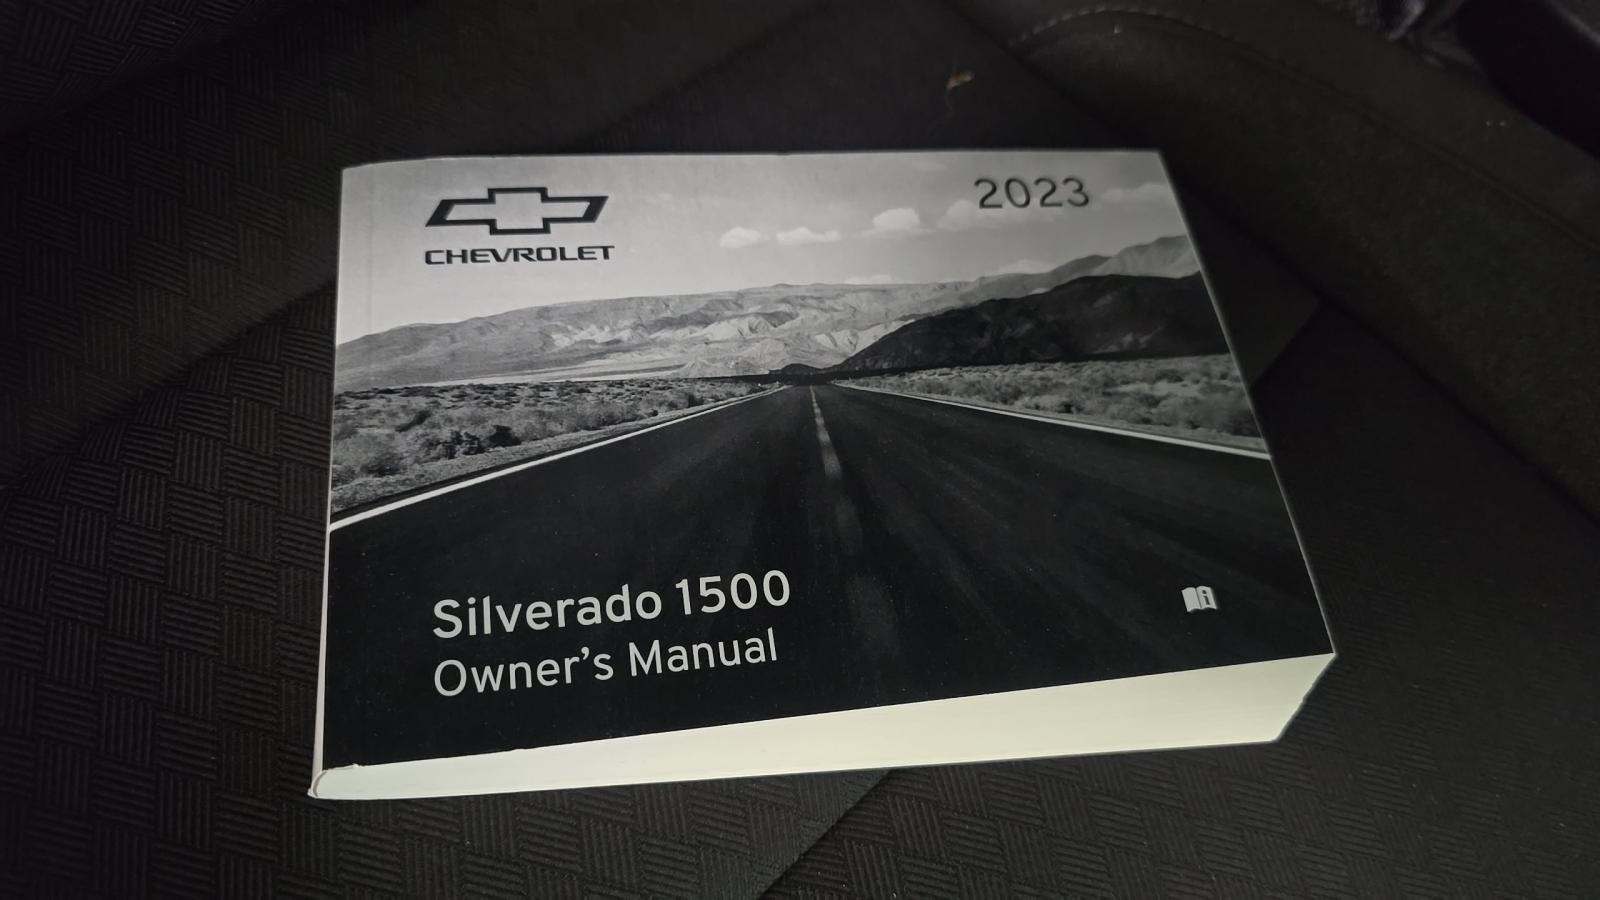 CHEVROLET
2023
Silverado 1500
Owner's Manual